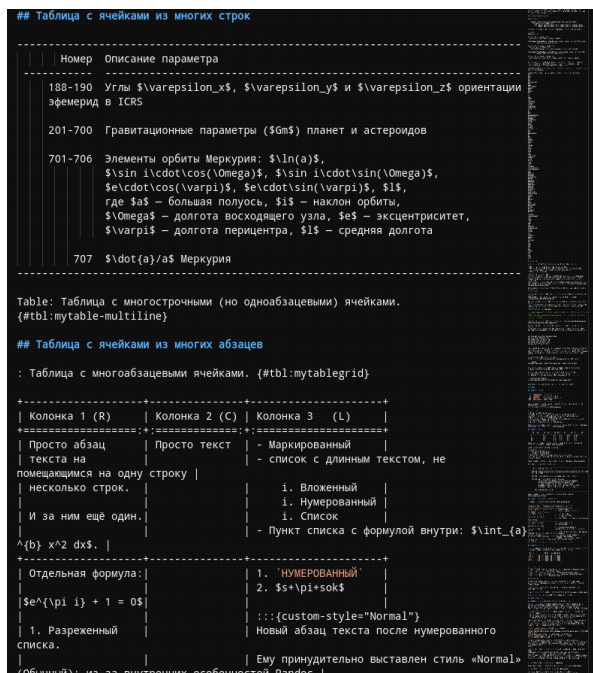 ## Таблица с ячейками из многих строк
--------------------------------------------------------------------------------
Номер  Описание параметра
-------------------------------------------------------------------------------
188-190  Углы $\varepsilon_x$, $\varepsilon_y$ и $\varepsilon_z$ ориентации
эфемерид в ICRS
201-700  Гравитационные параметры ($Gm$) планет и астероидов
701-706  Элементы орбиты Меркурия: $\ln(a)$,
$\sin i\cdot\cos(\Omega)$, $\sin i\cdot\sin(\Omega)$,
$e\cdot\cos(\varpi)$, $e\cdot\sin(\varpi)$, $l$,
где $a$ — большая полуось, $i$ — наклон орбиты,
$\Omega$ — долгота восходящего узла, $e$ — эксцентриситет,
$\varpi$ — долгота перицентра, $l$ — средняя долгота
707  $\dot{a}/a$ Меркурия
--------------------------------------------------------------------------------
Table: Таблица с многострочными (но одноабзацевыми) ячейками.
{#tbl:mytable-multiline}
## Таблица с ячейками из многих абзацев
: Таблица с многоабзацевыми ячейками. {#tbl:mytablegrid}
+-------------------+---------------+--------------------+
| Колонка 1 (R)     | Колонка 2 (C) | Колонка 3   (L)     |
+==================:+:=============:+:====================+
| Просто абзац      | Просто текст  | - Маркированный     |
| текста на         |               | - список с длинным текстом, не
помещающимся на одну строку |
| несколько строк.  |               |     i. Вложенный    |
|                   |               |     i. Нумерованный |
| И за ним ещё один.|               |     i. Список       |
|                   |               | - Пункт списка с формулой внутри: $\int_{a}
^{b} x^2 dx$. |
+-------------------+---------------+---------------------+
| Отдельная формула:|               | 1. `НУМЕРОВАННЫЙ`   |
|                   |               | 2. $s+\pi+sok$      |
|$e^{\pi i} + 1 = 0$|               |                     |
|                   |               | :::{custom-style="Normal"}
| 1. Разреженный    |               | Новый абзац текста после нумерованного
списка.
|                   |               | Ему принудительно выставлен стиль «Normal»
(Обычный); из-за внутренних особенностей Pandoc |